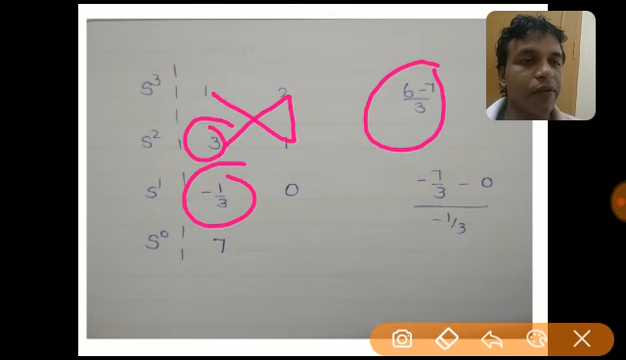 S³ | 1 2 (6-7)/3
S² | 3
S¹ | -1/3 0 (-7/3 - 0)/(-1/3)
S⁰ | 7